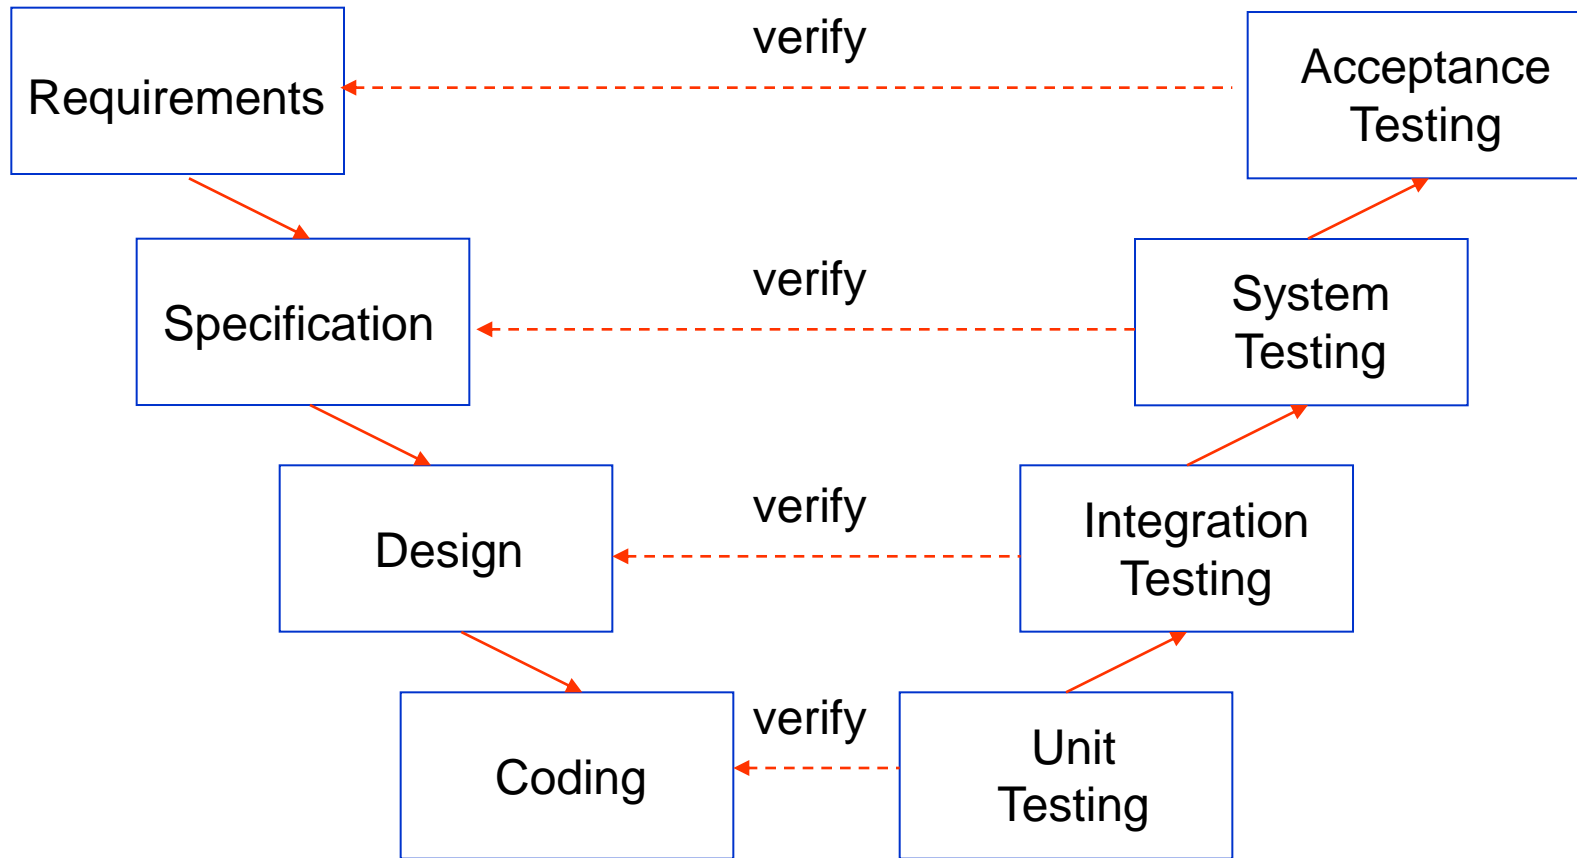 verify
Requirements
Acceptance
Testing
verify
Specification
System
Testing
verify
Design
Integration
Testing
verify
Coding
Unit
Testing